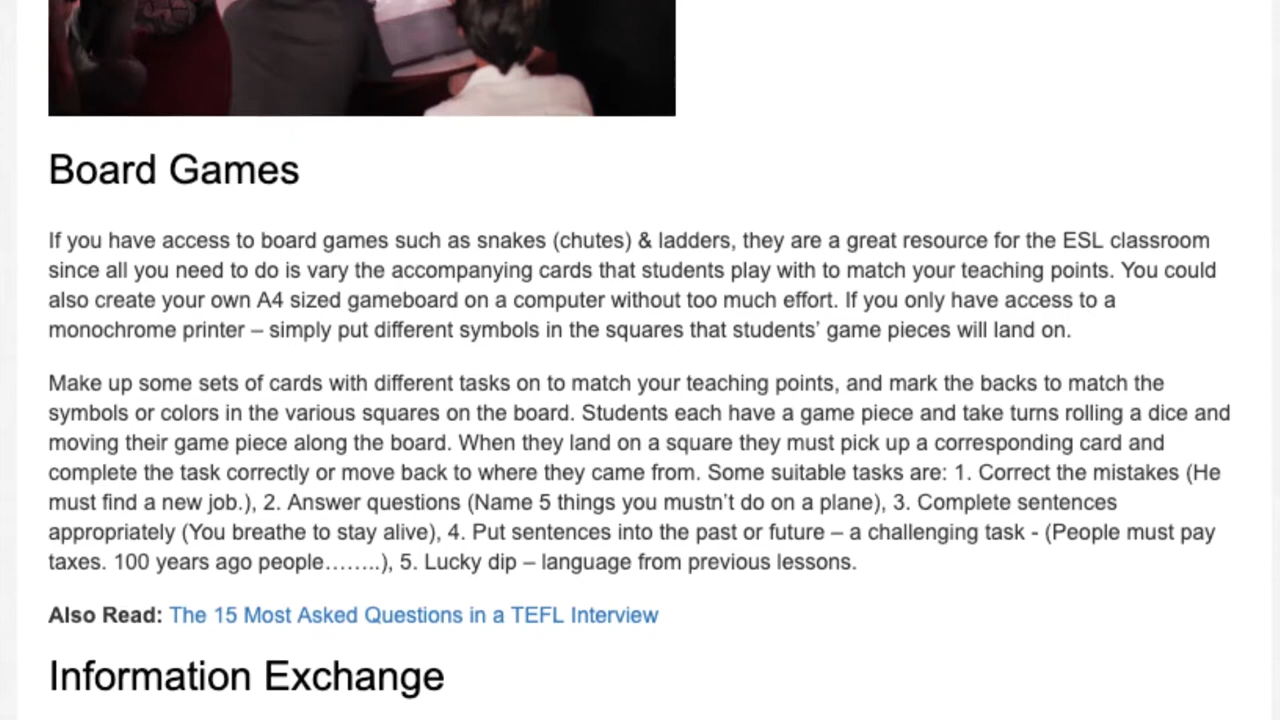 Board Games
If you have access to board games such as snakes (chutes) & ladders, they are a great resource for the ESL classroom
since all you need to do is vary the accompanying cards that students play with to match your teaching points. You could
also create your own A4 sized gameboard on a computer without too much effort. If you only have access to a
monochrome printer – simply put different symbols in the squares that students’ game pieces will land on.
Make up some sets of cards with different tasks on to match your teaching points, and mark the backs to match the
symbols or colors in the various squares on the board. Students each have a game piece and take turns rolling a dice and
moving their game piece along the board. When they land on a square they must pick up a corresponding card and
complete the task correctly or move back to where they came from. Some suitable tasks are: 1. Correct the mistakes (He
must find a new job.), 2. Answer questions (Name 5 things you mustn’t do on a plane), 3. Complete sentences
appropriately (You breathe to stay alive), 4. Put sentences into the past or future – a challenging task - (People must pay
taxes. 100 years ago people……..), 5. Lucky dip – language from previous lessons.
Also Read: The 15 Most Asked Questions in a TEFL Interview
Information Exchange